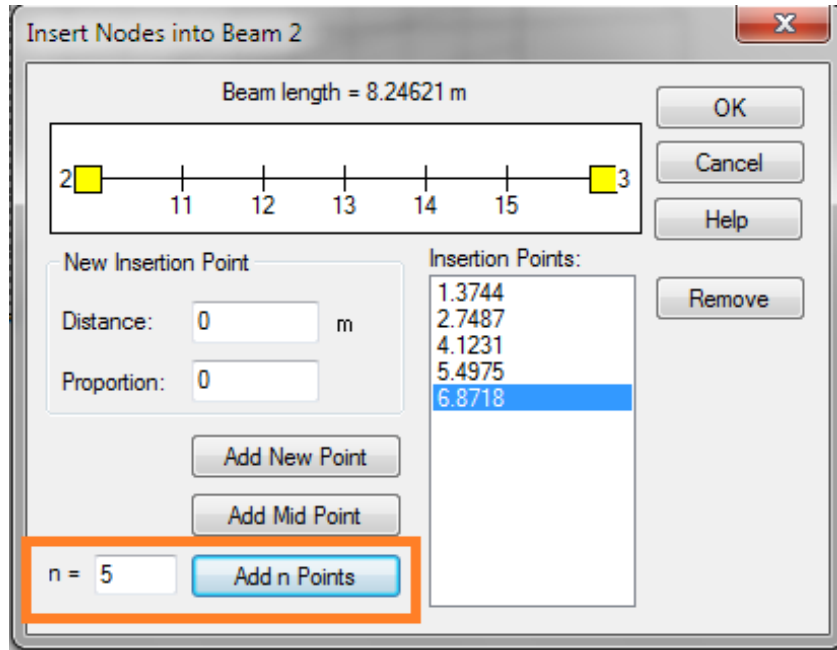 Insert Nodes into Beam 2
X
Beam length = 8.24621 m
OK
2 3
Cancel
11 12 13 14 15
Help
New Insertion Point
Insertion Points:
1.3744
Remove
Distance: 0 m
2.7487
4.1231
5.4975
Proportion: 0
6.8718
Add New Point
Add Mid Point
n = 5 Add n Points